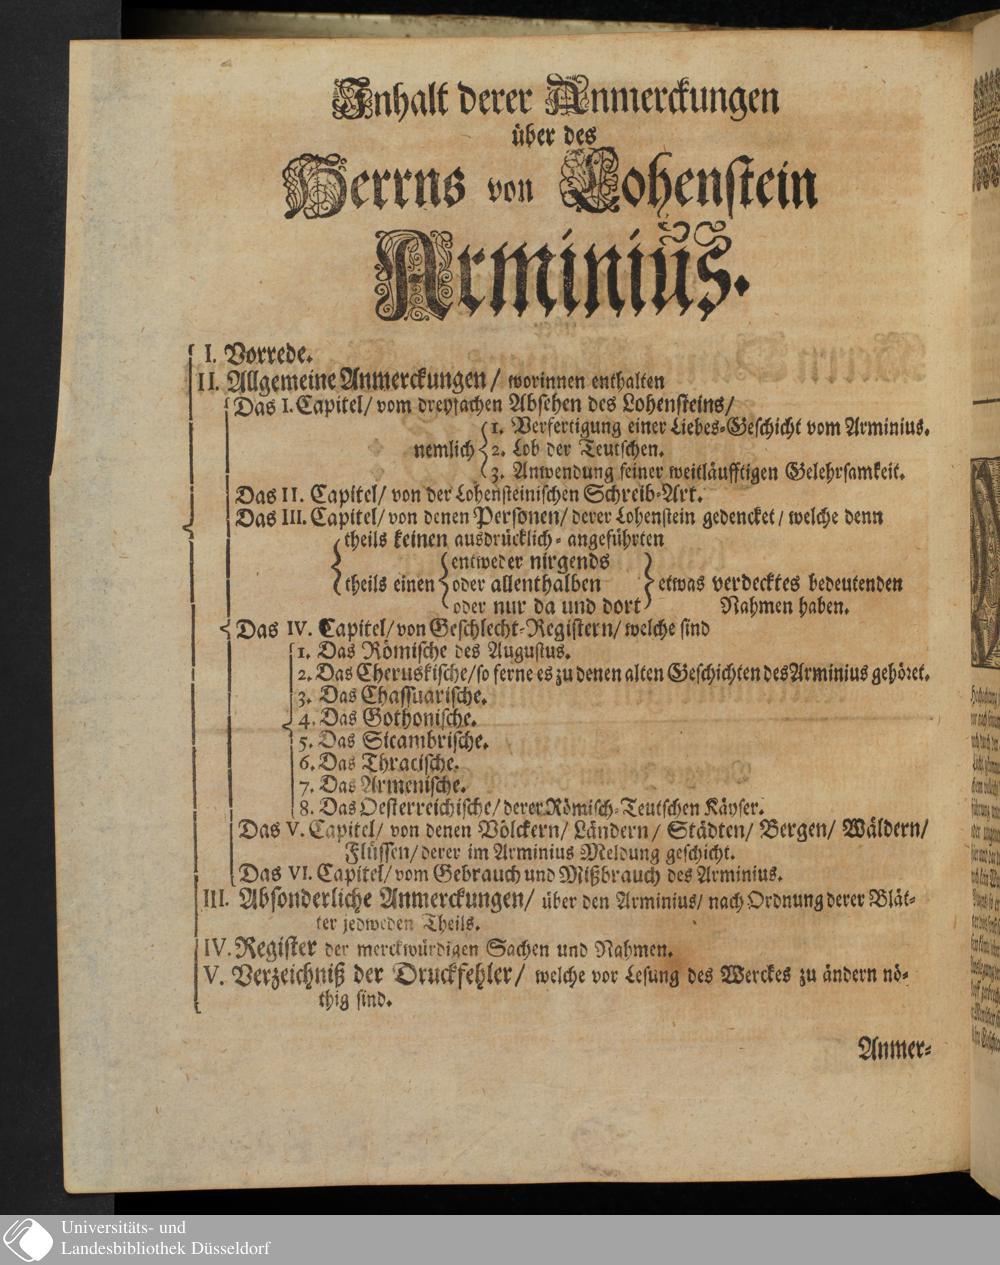 Inhalt derer Anmerckungen
über des
Herrns von Lohenstein
Arminius.
I. Vorrede.
II. Allgemeine Anmerckungen/ worinnen enthalten
Das I. Capitel/ vom dreyfachen Absehen des Lohensteins/
1. Verfertigung einer Liebes-Geschicht vom Arminius.
nemlich 2. Lob der Teutschen.
3. Anwendung seiner weitläufftigen Gelehrsamkeit.
Das II. Capitel/ von der Lohensteinischen Schreib-Art.
Das III. Capitel/ von denen Personen/ derer Lohenstein gedencket/ welche denn
theils keinen ausdrücklich-angeführten
entweder nirgends
theils einen oder allenthalben etwas verdecktes bedeutenden
oder nur da und dort Nahmen haben.
Das IV. Capitel/ von Geschlecht-Registern/ welche sind
1. Das Römische des Augustus.
2. Das Cheruskische/ so ferne es zu denen alten Geschichten des Arminius gehöret.
3. Das Chassuarische.
4. Das Gothonische.
5. Das Sicambrische.
6. Das Thracische.
7. Das Armenische.
8. Das Oesterreichische/ derer Römisch-Teutschen Käyser.
Das V. Capitel/ von denen Völckern/ Ländern/ Städten/ Bergen/ Wäldern/
Flüssen/ derer im Arminius Meldung geschicht.
Das VI. Capitel/ vom Gebrauch und Mißbrauch des Arminius.
III. Absonderliche Anmerckungen/ über den Arminius/ nach Ordnung derer Blät-
ter jedweden Theils.
IV. Register der merckwürdigen Sachen und Nahmen.
V. Verzeichniß der Druckfehler/ welche vor Lesung des Werckes zu ändern nö-
thig sind.
Anmer-
Universitäts- und
Landesbibliothek Düsseldorf